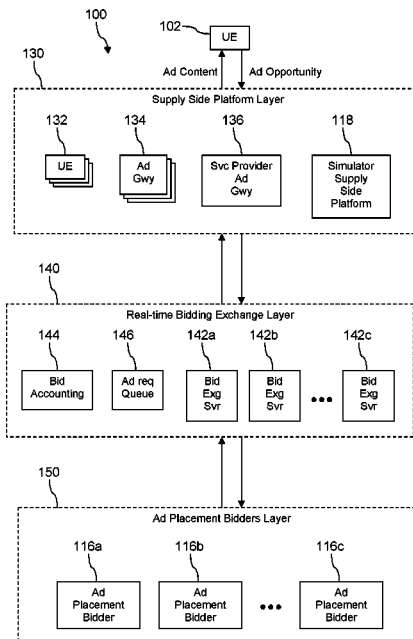 100
102
UE
130
Ad Content
Ad Opportunity
Supply Side Platform Layer
132
134
136
118
UE
Ad
Gwy
Svc Provider
Ad
Gwy
Simulator
Supply
Side
Platform
140
Real-time Bidding Exchange Layer
144
146
142a
142b
142c
Bid
Accounting
Ad req
Queue
Bid
Exg
Svr
Bid
Exg
Svr
Bid
Exg
Svr
150
Ad Placement Bidders Layer
116a
116b
116c
Ad
Placement
Bidder
Ad
Placement
Bidder
Ad
Placement
Bidder